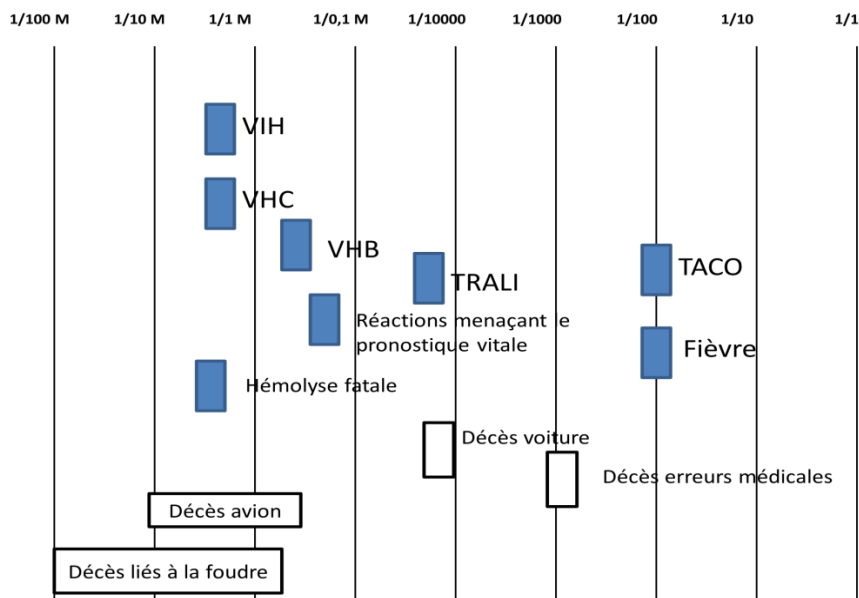 1/100 M 1/10 M 1/1 M 1/0,1 M 1/10000 1/1000 1/100 1/10 1/1
VIH
VHC
VHB
TRALI
TACO
Réactions menaçant le
pronostique vitale
Fièvre
Hémolyse fatale
Décès voiture
Décès erreurs médicales
Décès avion
Décès liés à la foudre